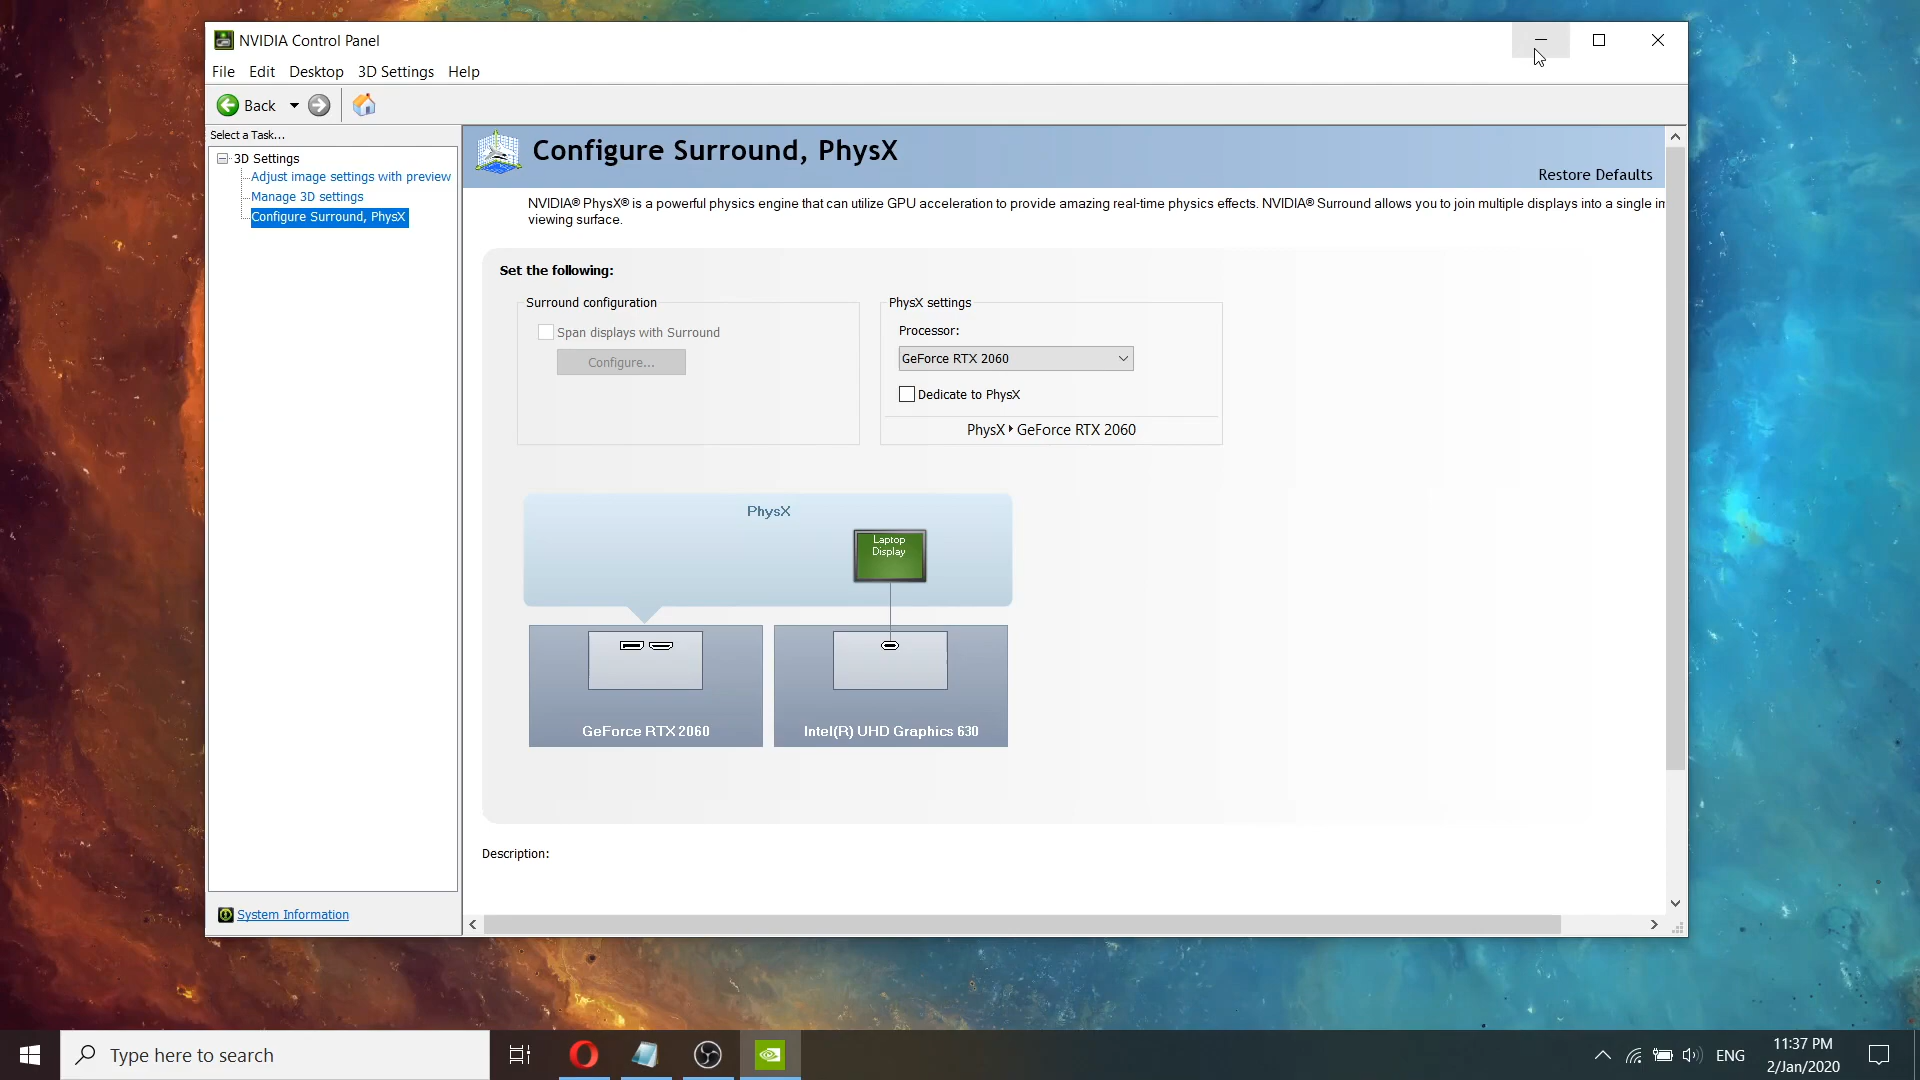 NVIDIA Control Panel
File Edit Desktop 3D Settings Help
Back
Select a Task...
3D Settings
Adjust image settings with preview
Manage 3D settings
Configure Surround, PhysX
System Information
Configure Surround, PhysX
Restore Defaults
NVIDIA® PhysX® is a powerful physics engine that can utilize GPU acceleration to provide amazing real-time physics effects. NVIDIA® Surround allows you to join multiple displays into a single
viewing surface.
Set the following:
Surround configuration
Span displays with Surround
Configure...
PhysX settings
Processor:
GeForce RTX 2060
Dedicate to PhysX
PhysX GeForce RTX 2060
PhysX
Laptop
Display
GeForce RTX 2060
Intel(R) UHD Graphics 630
Description:
Type here to search
ENG
11:37 PM
2/Jan/2020